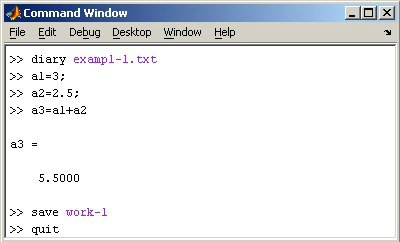 Command Window
File Edit Debug Desktop Window Help
>> diary exampl-1.txt
>> a1=3;
>> a2=2.5;
>> a3=a1+a2
a3 =
5.5000
>> save work-1
>> quit